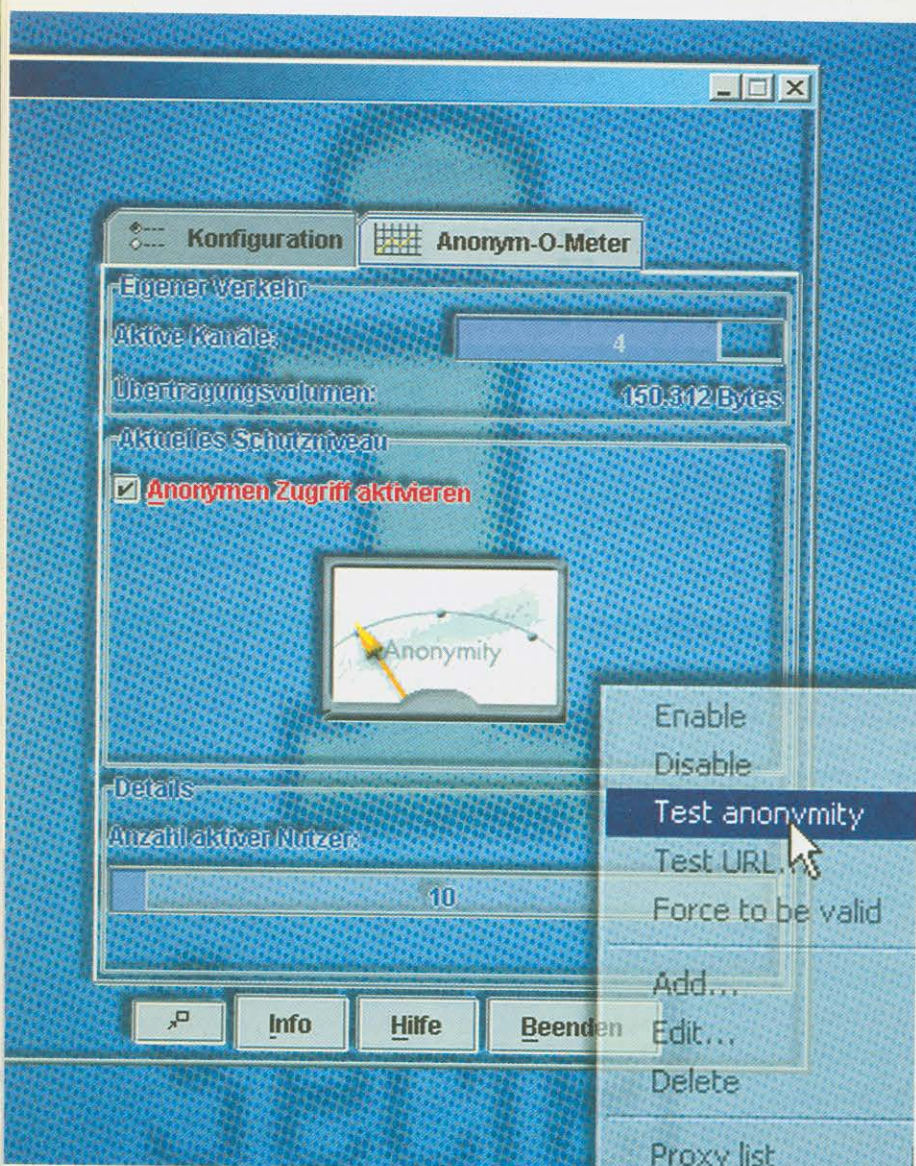 Konfiguration
Anonym-O-Meter
Eigener Verkehr
Aktive Kanäle:
4
Übertragungsvolumen:
150.312 Bytes
Aktuelles Schutzniveau
Anonymen Zugriff aktivieren
Anonymity
Details
Anzahl aktiver Nutzer:
10
Info
Hilfe
Beenden
Enable
Disable
Test anonymity
Test URL...
Force to be valid
Add...
Edit...
Delete
Proxy list